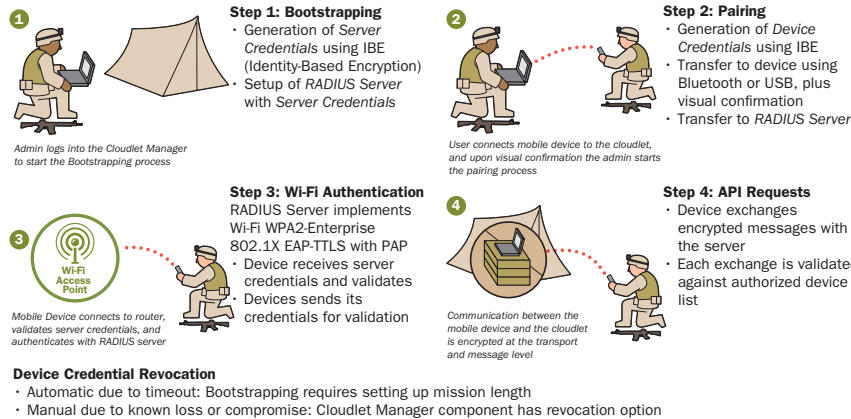 1
Step 1: Bootstrapping
· Generation of Server
Credentials using IBE
(Identity-Based Encryption)
· Setup of RADIUS Server
with Server Credentials
Admin logs into the Cloudlet Manager
to start the Bootstrapping process
2
Step 2: Pairing
· Generation of Device
Credentials using IBE
· Transfer to device using
Bluetooth or USB, plus
visual confirmation
· Transfer to RADIUS Server
User connects mobile device to the cloudlet,
and upon visual confirmation the admin starts
the pairing process
3
Wi-Fi
Access
Point
Step 3: Wi-Fi Authentication
RADIUS Server implements
Wi-Fi WPA2-Enterprise
802.1X EAP-TTLS with PAP
· Device receives server
credentials and validates
· Devices sends its
credentials for validation
Mobile Device connects to router,
validates server credentials, and
authenticates with RADIUS server
4
Step 4: API Requests
· Device exchanges
encrypted messages with
the server
· Each exchange is validated
against authorized device
list
Communication between the
mobile device and the cloudlet
is encrypted at the transport
and message level
Device Credential Revocation
· Automatic due to timeout: Bootstrapping requires setting up mission length
· Manual due to known loss or compromise: Cloudlet Manager component has revocation option